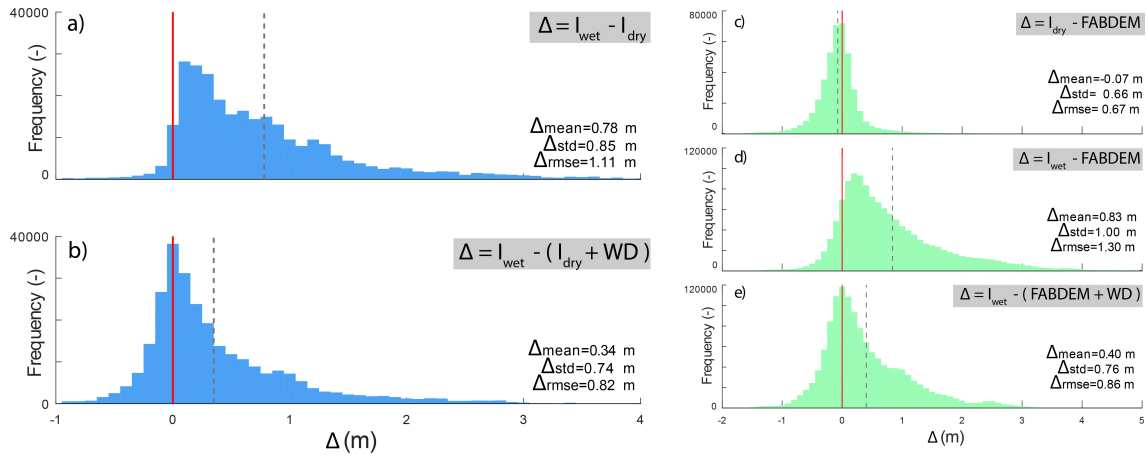 a)
Δ = I_wet - I_dry
40000
Frequency (-)
0
Δmean=0.78 m
Δstd=0.85 m
Δrmse=1.11 m
b)
Δ = I_wet - ( I_dry + WD )
40000
Frequency (-)
0
Δmean=0.34 m
Δstd=0.74 m
Δrmse=0.82 m
-1 0 1 2 3 4
Δ (m)
c)
Δ = I_dry - FABDEM
80000
Frequency (-)
0
Δmean=-0.07 m
Δstd= 0.66 m
Δrmse= 0.67 m
d)
Δ = I_wet - FABDEM
120000
Frequency (-)
0
Δmean=0.83 m
Δstd=1.00 m
Δrmse=1.30 m
e)
Δ = I_wet - ( FABDEM + WD )
120000
Frequency (-)
0
Δmean=0.40 m
Δstd=0.76 m
Δrmse=0.86 m
-2 -1 0 1 2 3 4 5
Δ (m)